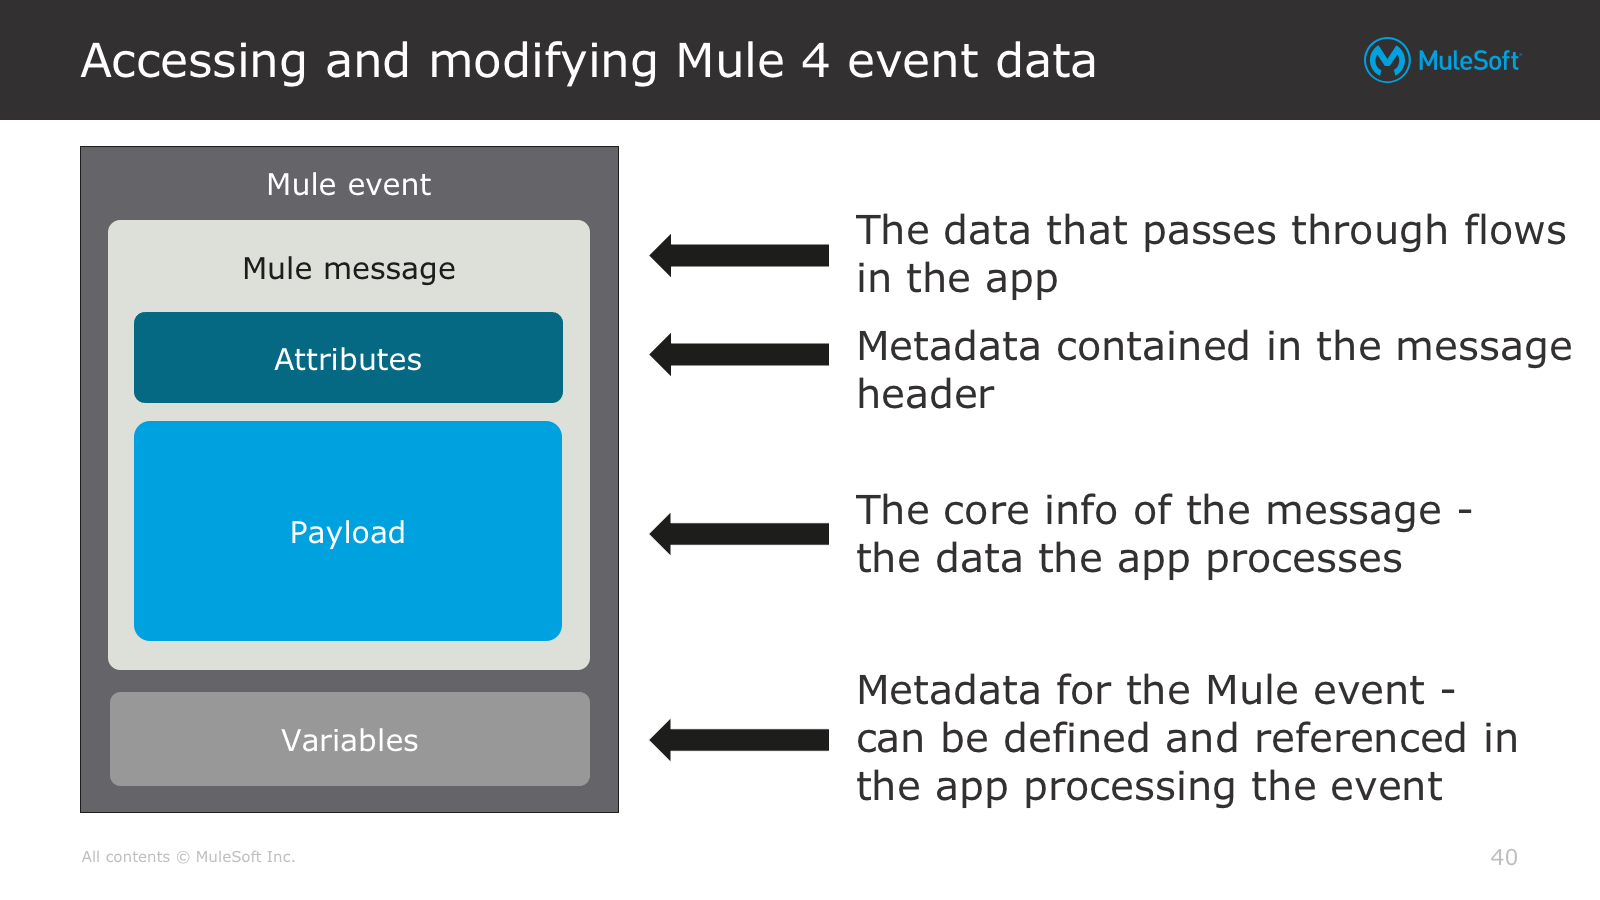 Accessing and modifying Mule 4 event data
MuleSoft
Mule event
Mule message
Attributes
Payload
Variables
The data that passes through flows
in the app
Metadata contained in the message
header
The core info of the message -
the data the app processes
Metadata for the Mule event -
can be defined and referenced in
the app processing the event
All contents © MuleSoft Inc.
40